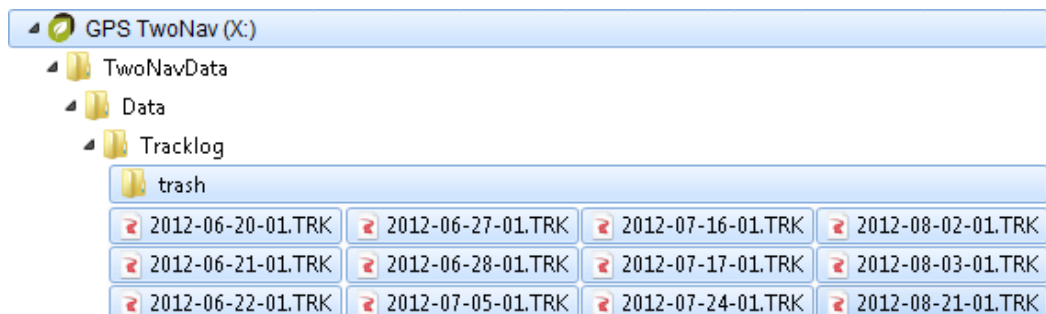 GPS TwoNav (X:)
TwoNavData
Data
Tracklog
trash
2012-06-20-01.TRK 2012-06-27-01.TRK 2012-07-16-01.TRK 2012-08-02-01.TRK
2012-06-21-01.TRK 2012-06-28-01.TRK 2012-07-17-01.TRK 2012-08-03-01.TRK
2012-06-22-01.TRK 2012-07-05-01.TRK 2012-07-24-01.TRK 2012-08-21-01.TRK